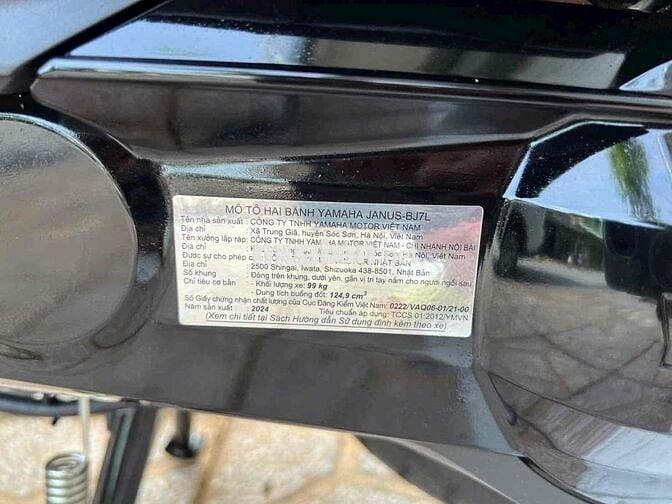 MÔ TÔ HAI BÁNH YAMAHA JANUS-BJ7L
Tên nhà sản xuất : CÔNG TY TNHH YAMAHA MOTOR VIỆT NAM
Địa chỉ : Xã Trung Giã, huyện Sóc Sơn, Hà Nội, Việt Nam
Tên xưởng lắp ráp: CÔNG TY TNHH YAMAHA MOTOR VIỆT NAM - CHI NHÁNH NỘI BÀI
Địa chỉ Sóc Sơn, Hà Nội, Việt Nam
Được sự cho phép MOTOR NHẬT BẢN
Địa chỉ : 2500 Shingai, Iwata, Shizuoka 438-8501, Nhật Bản
Số khung : Đóng trên khung, dưới yên, gần vị trí tay nắm cho người ngồi sau
Chỉ tiêu cơ bản : - Khối lượng xe: 99 kg
- Dung tích buồng đốt: 124,9 cm³
Số Giấy chứng nhận chất lượng của Cục Đăng Kiểm Việt Nam: 0222/VAQ06-01/21-00
Năm sản xuất : 2024 Tiêu chuẩn áp dụng: TCCS 01:2012/YMVN
(Xem chi tiết tại Sách Hướng dẫn Sử dụng đính kèm theo xe)